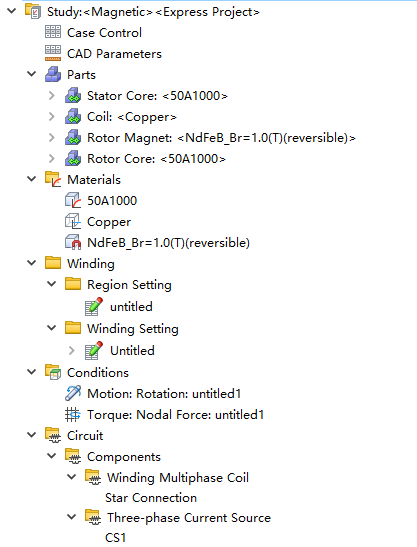 Study:<Magnetic><Express Project>
Case Control
CAD Parameters
Parts
Stator Core: <50A1000>
Coil: <Copper>
Rotor Magnet: <NdFeB_Br=1.0(T)(reversible)>
Rotor Core: <50A1000>
Materials
50A1000
Copper
NdFeB_Br=1.0(T)(reversible)
Winding
Region Setting
untitled
Winding Setting
Untitled
Conditions
Motion: Rotation: untitled1
Torque: Nodal Force: untitled1
Circuit
Components
Winding Multiphase Coil
Star Connection
Three-phase Current Source
CS1